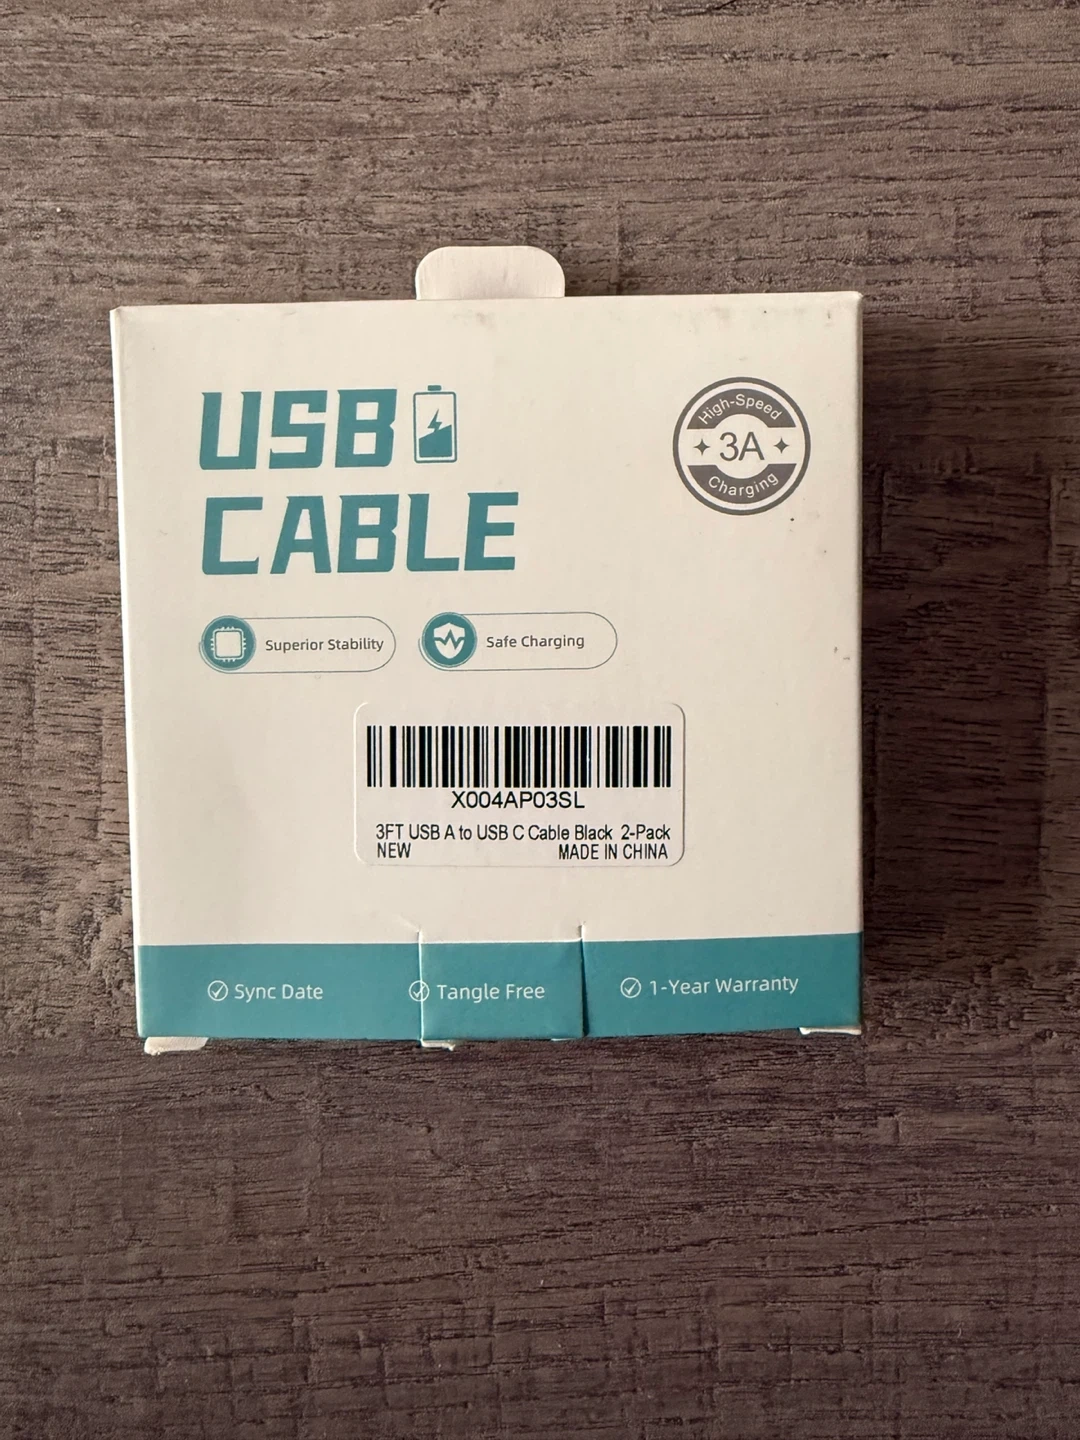 USB
CABLE
High-Speed
3A
Charging
Superior Stability
Safe Charging
X004AP03SL
3FT USB A to USB C Cable Black 2-Pack
NEW MADE IN CHINA
Sync Date
Tangle Free
1-Year Warranty